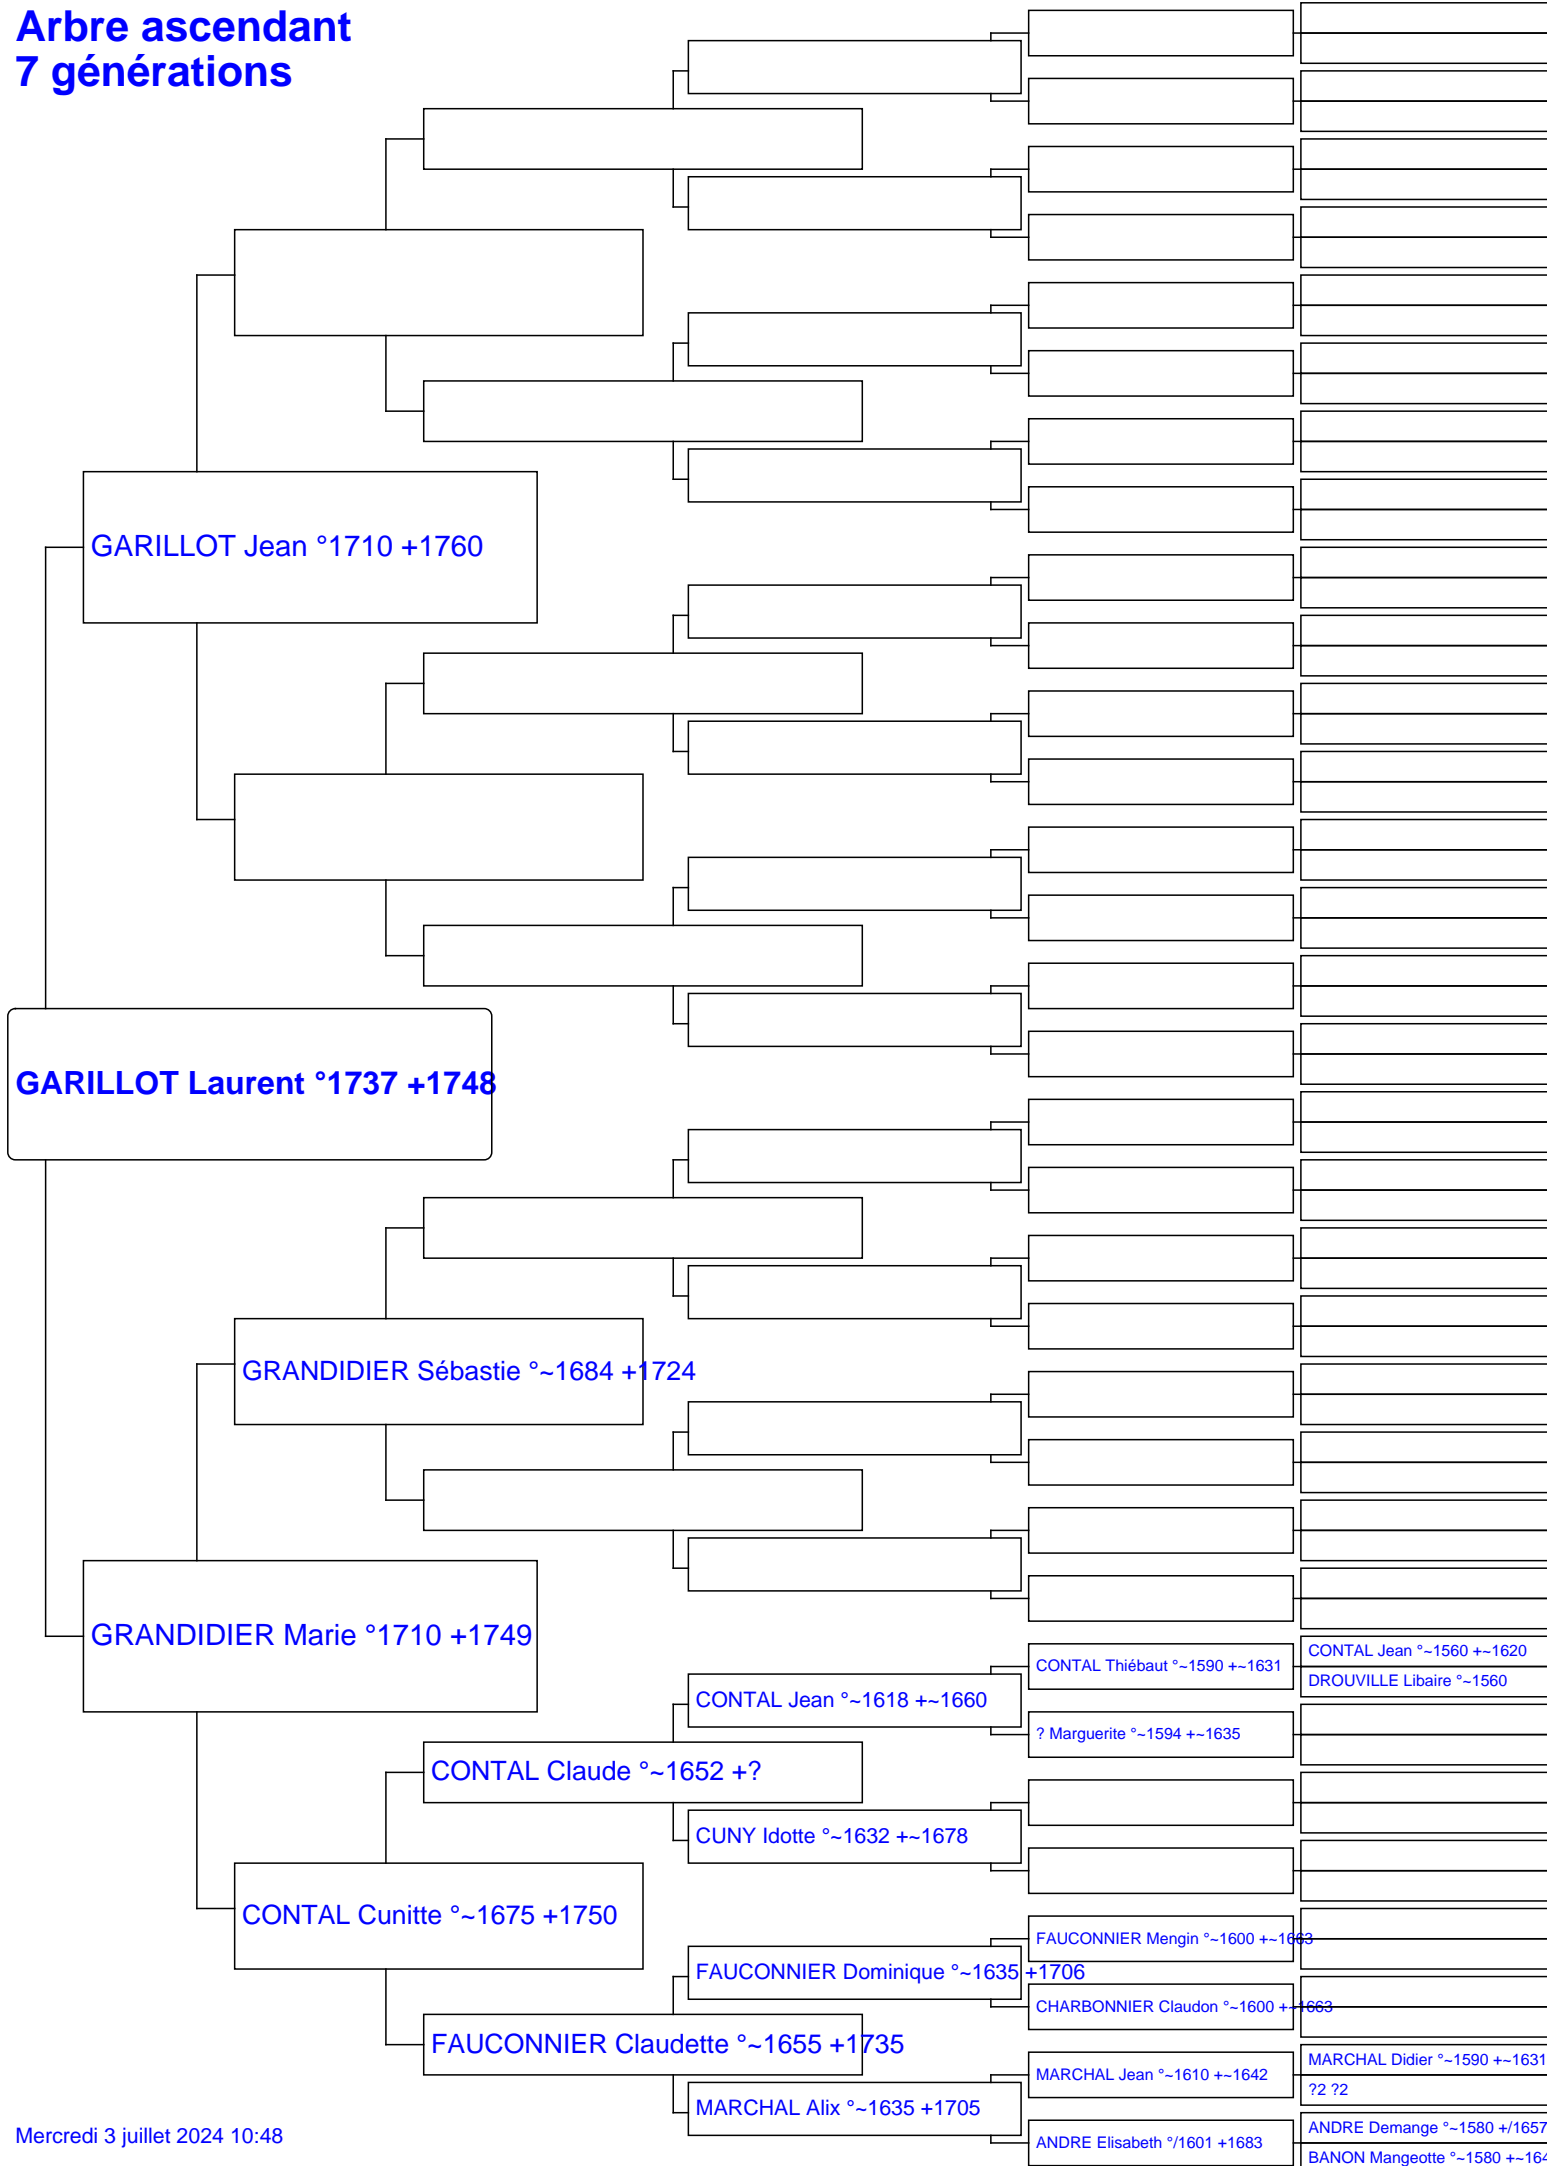 Arbre ascendant
7 générations
GARILLOT Jean °1710 +1760
GARILLOT Laurent °1737 +1748
GRANDIDIER Sébastie °~1684 +1724
GRANDIDIER Marie °1710 +1749
CONTAL Jean °~1560 +~1620
CONTAL Thiébaut °~1590 +~1631
DROUVILLE Libaire °~1560
CONTAL Jean °~1618 +~1660
? Marguerite °~1594 +~1635
CONTAL Claude °~1652 +?
CUNY Idotte °~1632 +~1678
CONTAL Cunitte °~1675 +1750
FAUCONNIER Mengin °~1600 +~1663
FAUCONNIER Dominique °~1635 +1706
CHARBONNIER Claudon °~1600 +~1663
FAUCONNIER Claudette °~1655 +1735
MARCHAL Didier °~1590 +~1631
MARCHAL Jean °~1610 +~1642
?2 ?2
MARCHAL Alix °~1635 +1705
ANDRE Demange °~1580 +/1657
ANDRE Elisabeth °/1601 +1683
BANON Mangeotte °~1580 +~164
Mercredi 3 juillet 2024 10:48